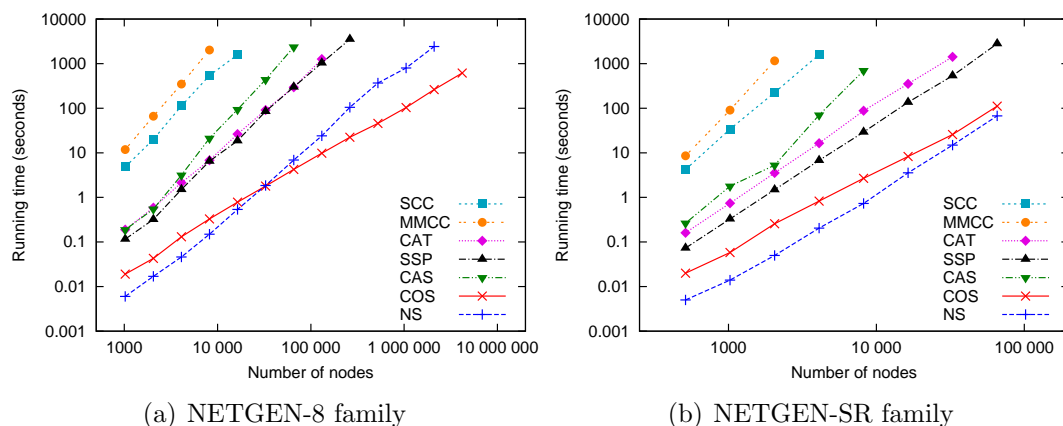 10000
1000
100
10
1
0.1
0.01
0.001
Running time (seconds)
SCC
MMCC
CAT
SSP
CAS
COS
NS
1000
10 000
100 000
1 000 000
10 000 000
Number of nodes
(a) NETGEN-8 family
10000
1000
100
10
1
0.1
0.01
0.001
Running time (seconds)
SCC
MMCC
CAT
SSP
CAS
COS
NS
1000
10 000
100 000
Number of nodes
(b) NETGEN-SR family